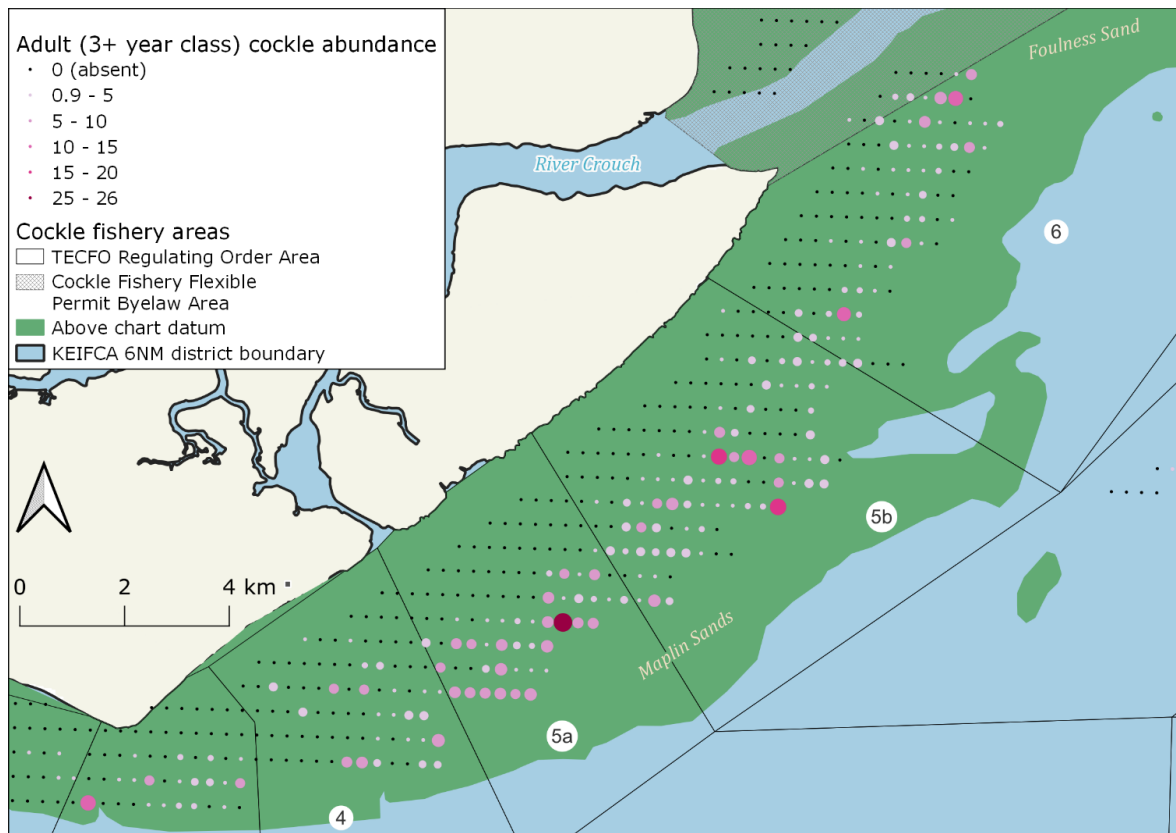 Adult (3+ year class) cockle abundance
0 (absent)
0.9 - 5
5 - 10
10 - 15
15 - 20
25 - 26
Cockle fishery areas
TECFO Regulating Order Area
Cockle Fishery Flexible
Permit Byelaw Area
Above chart datum
KEIFCA 6NM district boundary
Foulness Sand
River Crouch
6
5b
0 2 4 km
Maplin Sands
5a
4